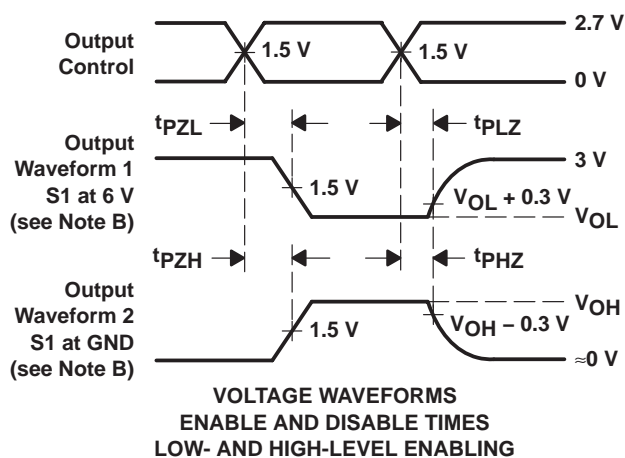 Output
Control
1.5 V
1.5 V
2.7 V
0 V
tPZL
tPLZ
Output
Waveform 1
S1 at 6 V
(see Note B)
1.5 V
3 V
VOL + 0.3 V
VOL
tPZH
tPHZ
Output
Waveform 2
S1 at GND
(see Note B)
1.5 V
VOH
VOH − 0.3 V
≈0 V
VOLTAGE WAVEFORMS
ENABLE AND DISABLE TIMES
LOW- AND HIGH-LEVEL ENABLING